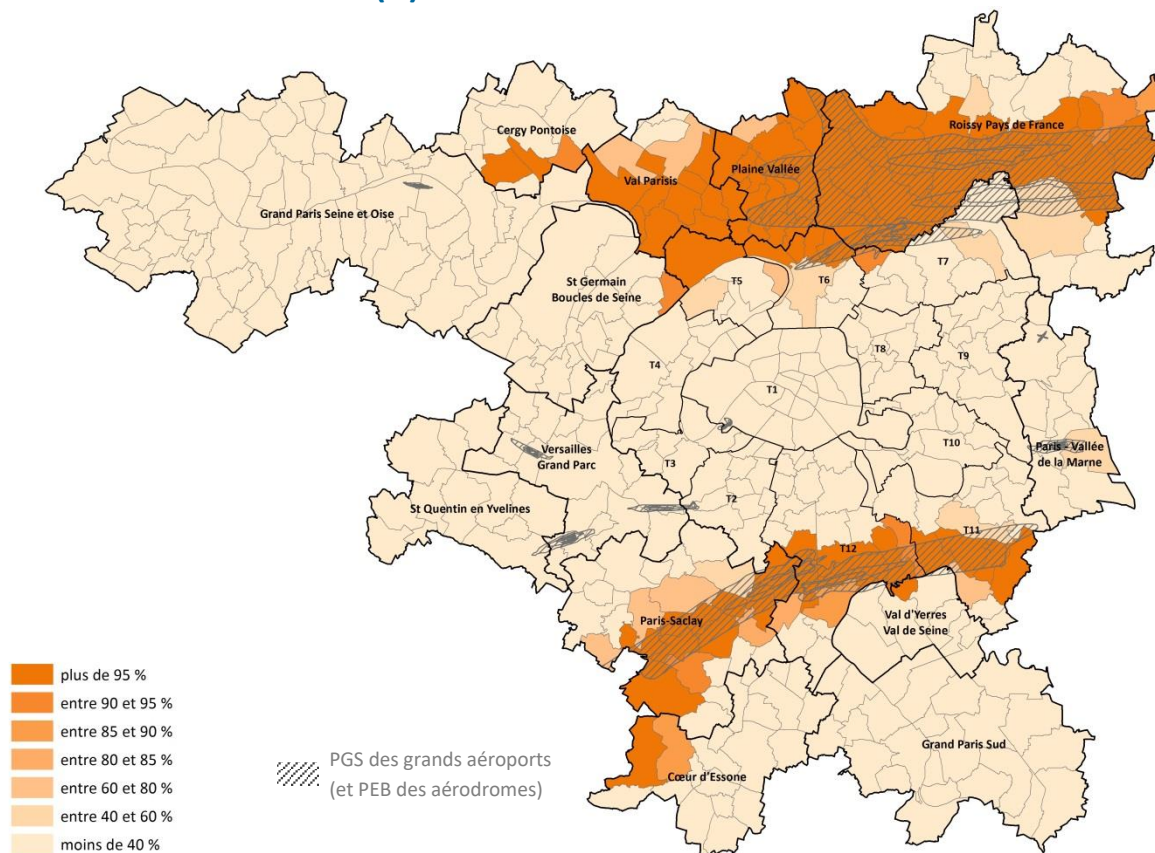 Cergy Pontoise
Roissy Pays de France
Plaine Vallée
Val Parisis
Grand Paris Seine et Oise
T7
St Germain
Boucles de Seine
T5
T6
T8
T9
T4
T1
T10
Versailles
Grand Parc
Paris - Vallée
de la Marne
T3
T2
St Quentin en Yvelines
T11
T12
Paris-Saclay
Val d'Yerres
Val de Seine
Grand Paris Sud
Cœur d'Essone
plus de 95 %
entre 90 et 95 %
entre 85 et 90 %
entre 80 et 85 %
entre 60 et 80 %
entre 40 et 60 %
moins de 40 %
PGS des grands aéroports
(et PEB des aérodromes)